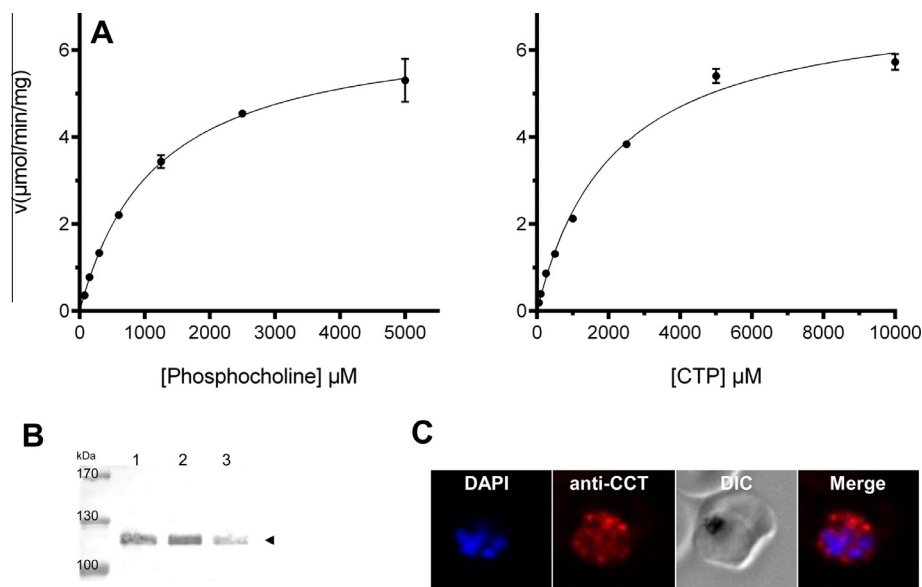 A
v(µmol/min/mg)
6
4
2
0
0 1000 2000 3000 4000 5000
[Phosphocholine] µM
6
4
2
0
0 2000 4000 6000 8000 10000
[CTP] µM
B
kDa
1 2 3
170
130
100
C
DAPI anti-CCT DIC Merge